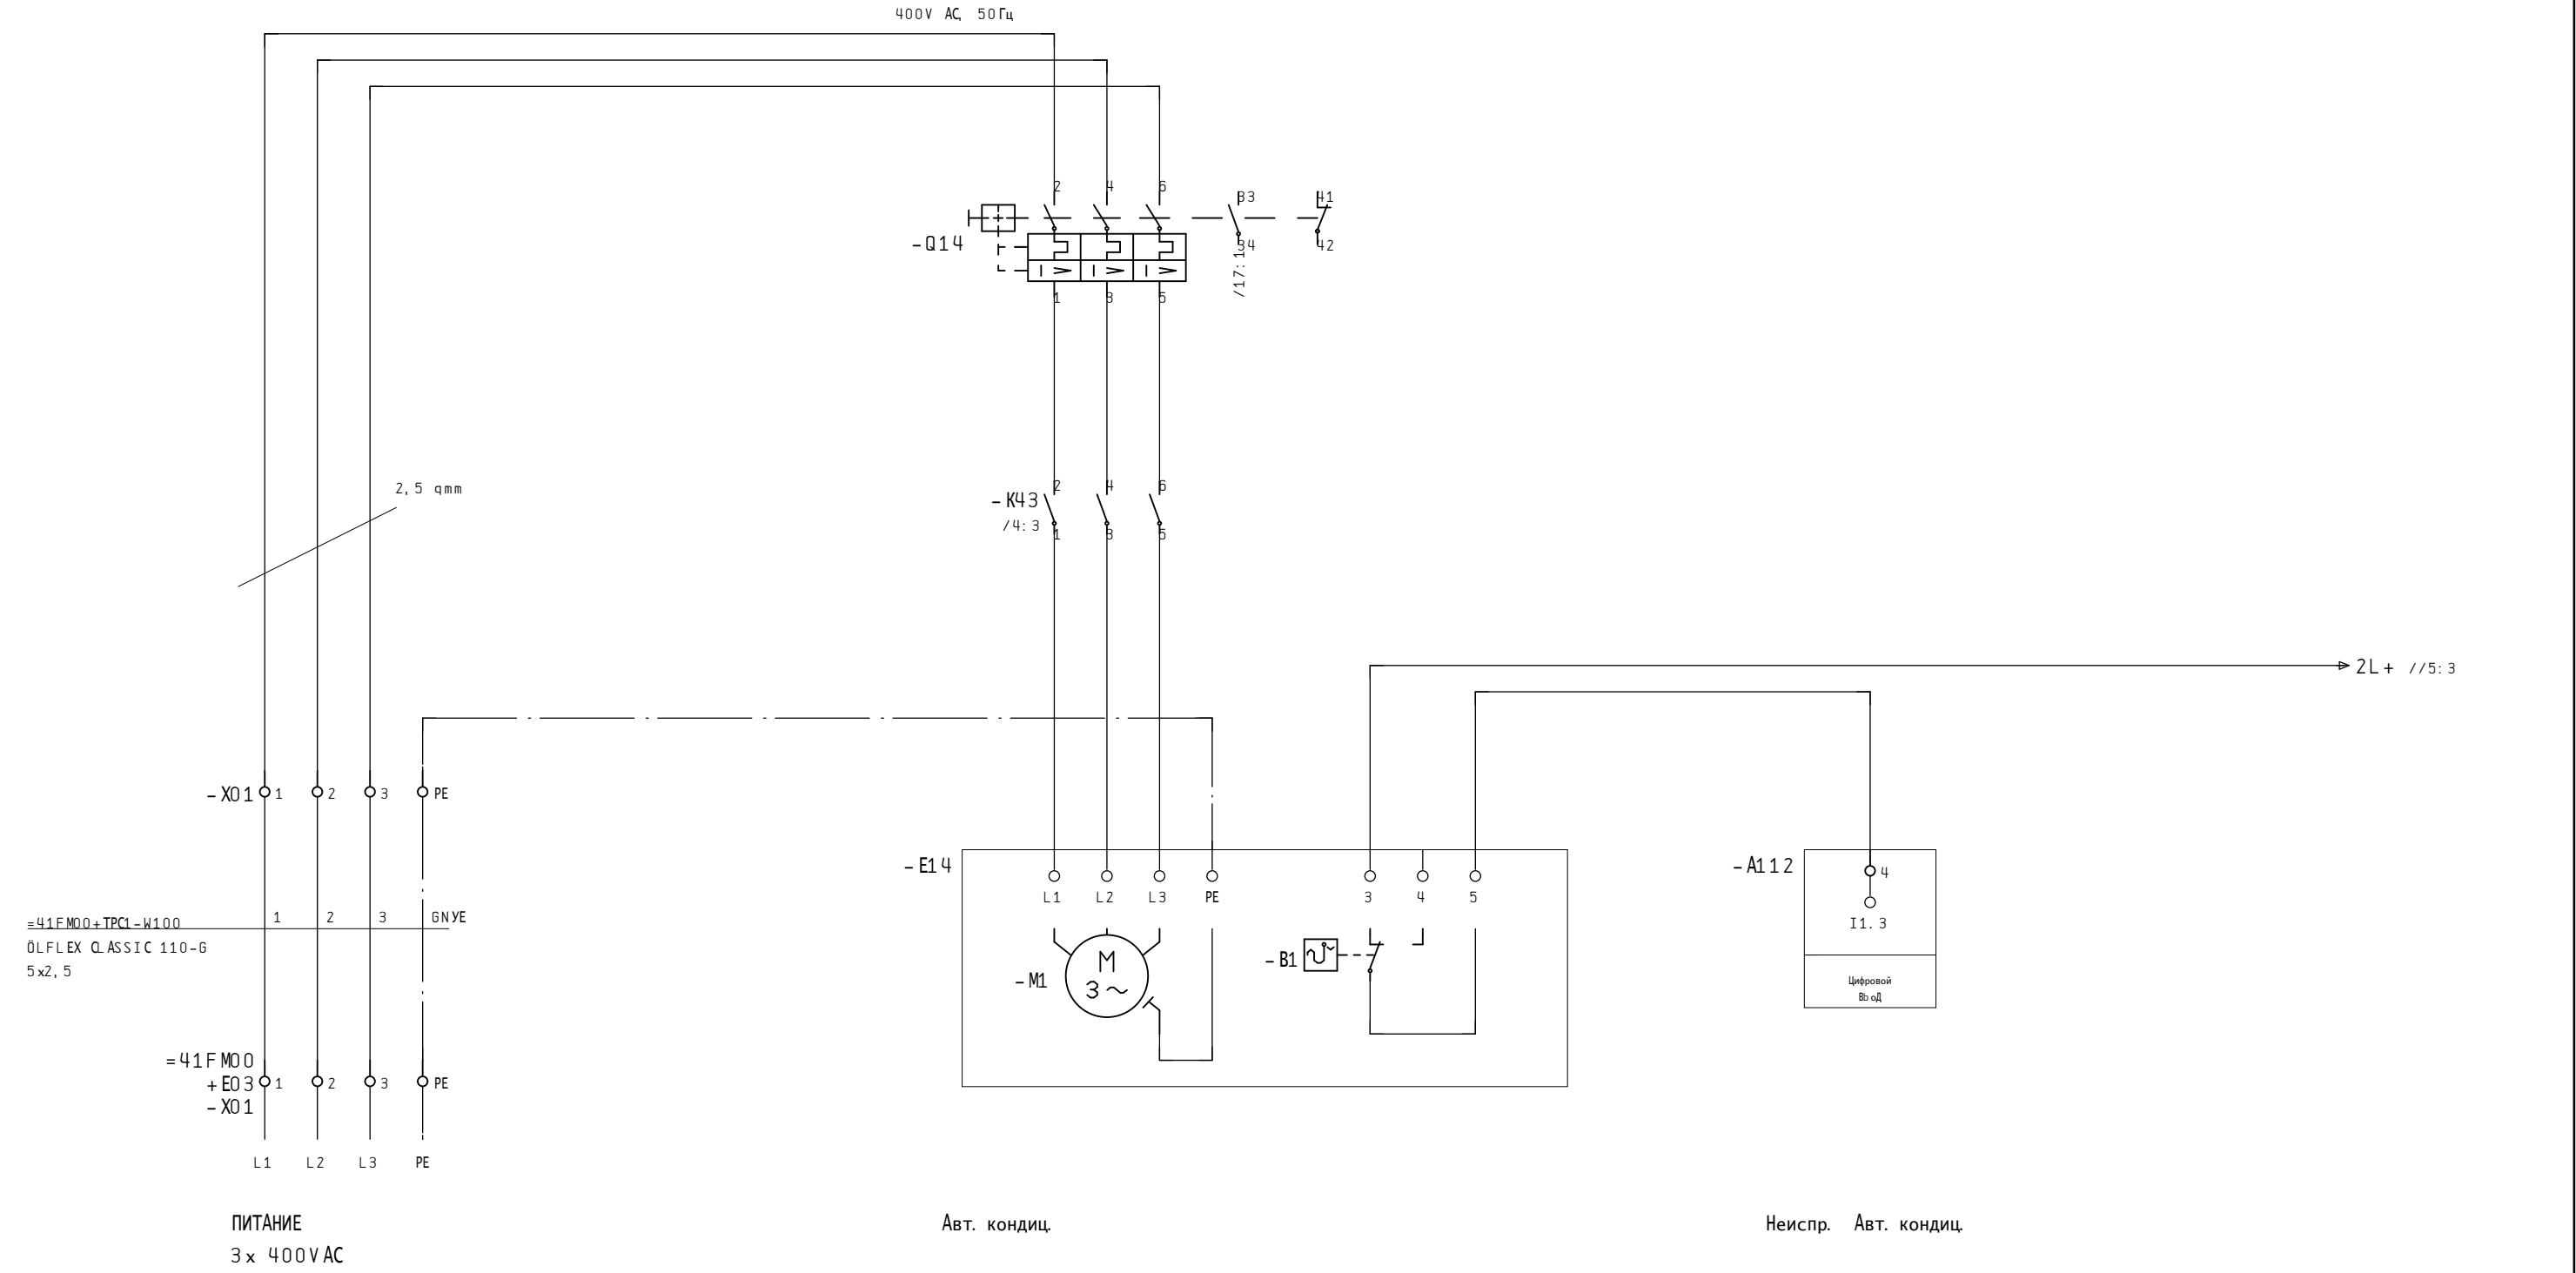 400V AC, 50Гц
2 4 6 33 41
-Q14
34 42
/17:1
1 3 5
2,5 qmm
2 4 6
-K43
/4:3
1 3 5
2L+ //5:3
-X01 1 2 3 PE
-E14
L1 L2 L3 PE 3 4 5
-A112
4
I1.3
Цифровой
ВЬоД
1 2 3 GNYE
=41FM00+TPC1-W100
ÖLFLEX CLASSIC 110-G
5x2,5
-M1
M
3~
-B1
=41FM00
+E03 1 2 3 PE
-X01
L1 L2 L3 PE
ПИТАНИЕ
3x 400VAC
Авт. кондиц.
Неиспр. Авт. кондиц.